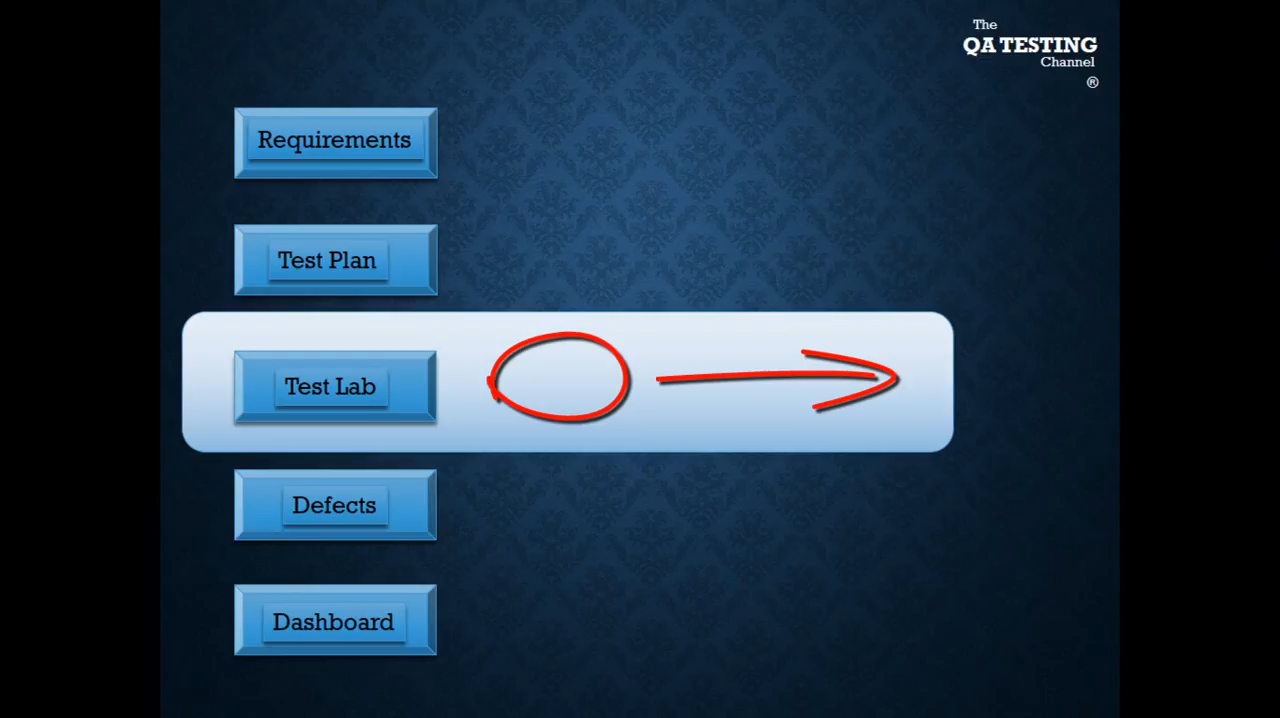 The
QA TESTING
Channel
®
Requirements
Test Plan
Test Lab
Defects
Dashboard